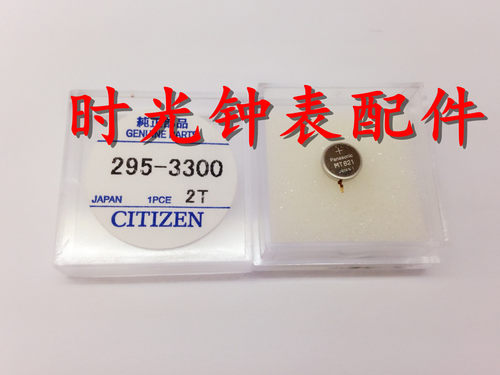 时光钟表配件
純正部品
GENUINE PARTS
295-3300
JAPAN 1PCE 2T
CITIZEN
+
Panasonic
MT621